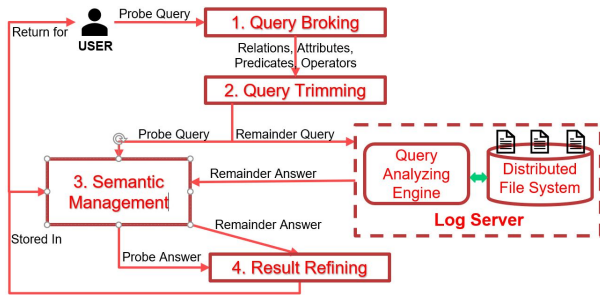 Probe Query
1. Query Broking
Return for
USER
Relations, Attributes,
Predicates, Operators
2. Query Trimming
Probe Query
Remainder Query
3. Semantic
Management
Remainder Answer
Query
Analyzing
Engine
Distributed
File System
Log Server
Remainder Answer
Stored In
Probe Answer
4. Result Refining